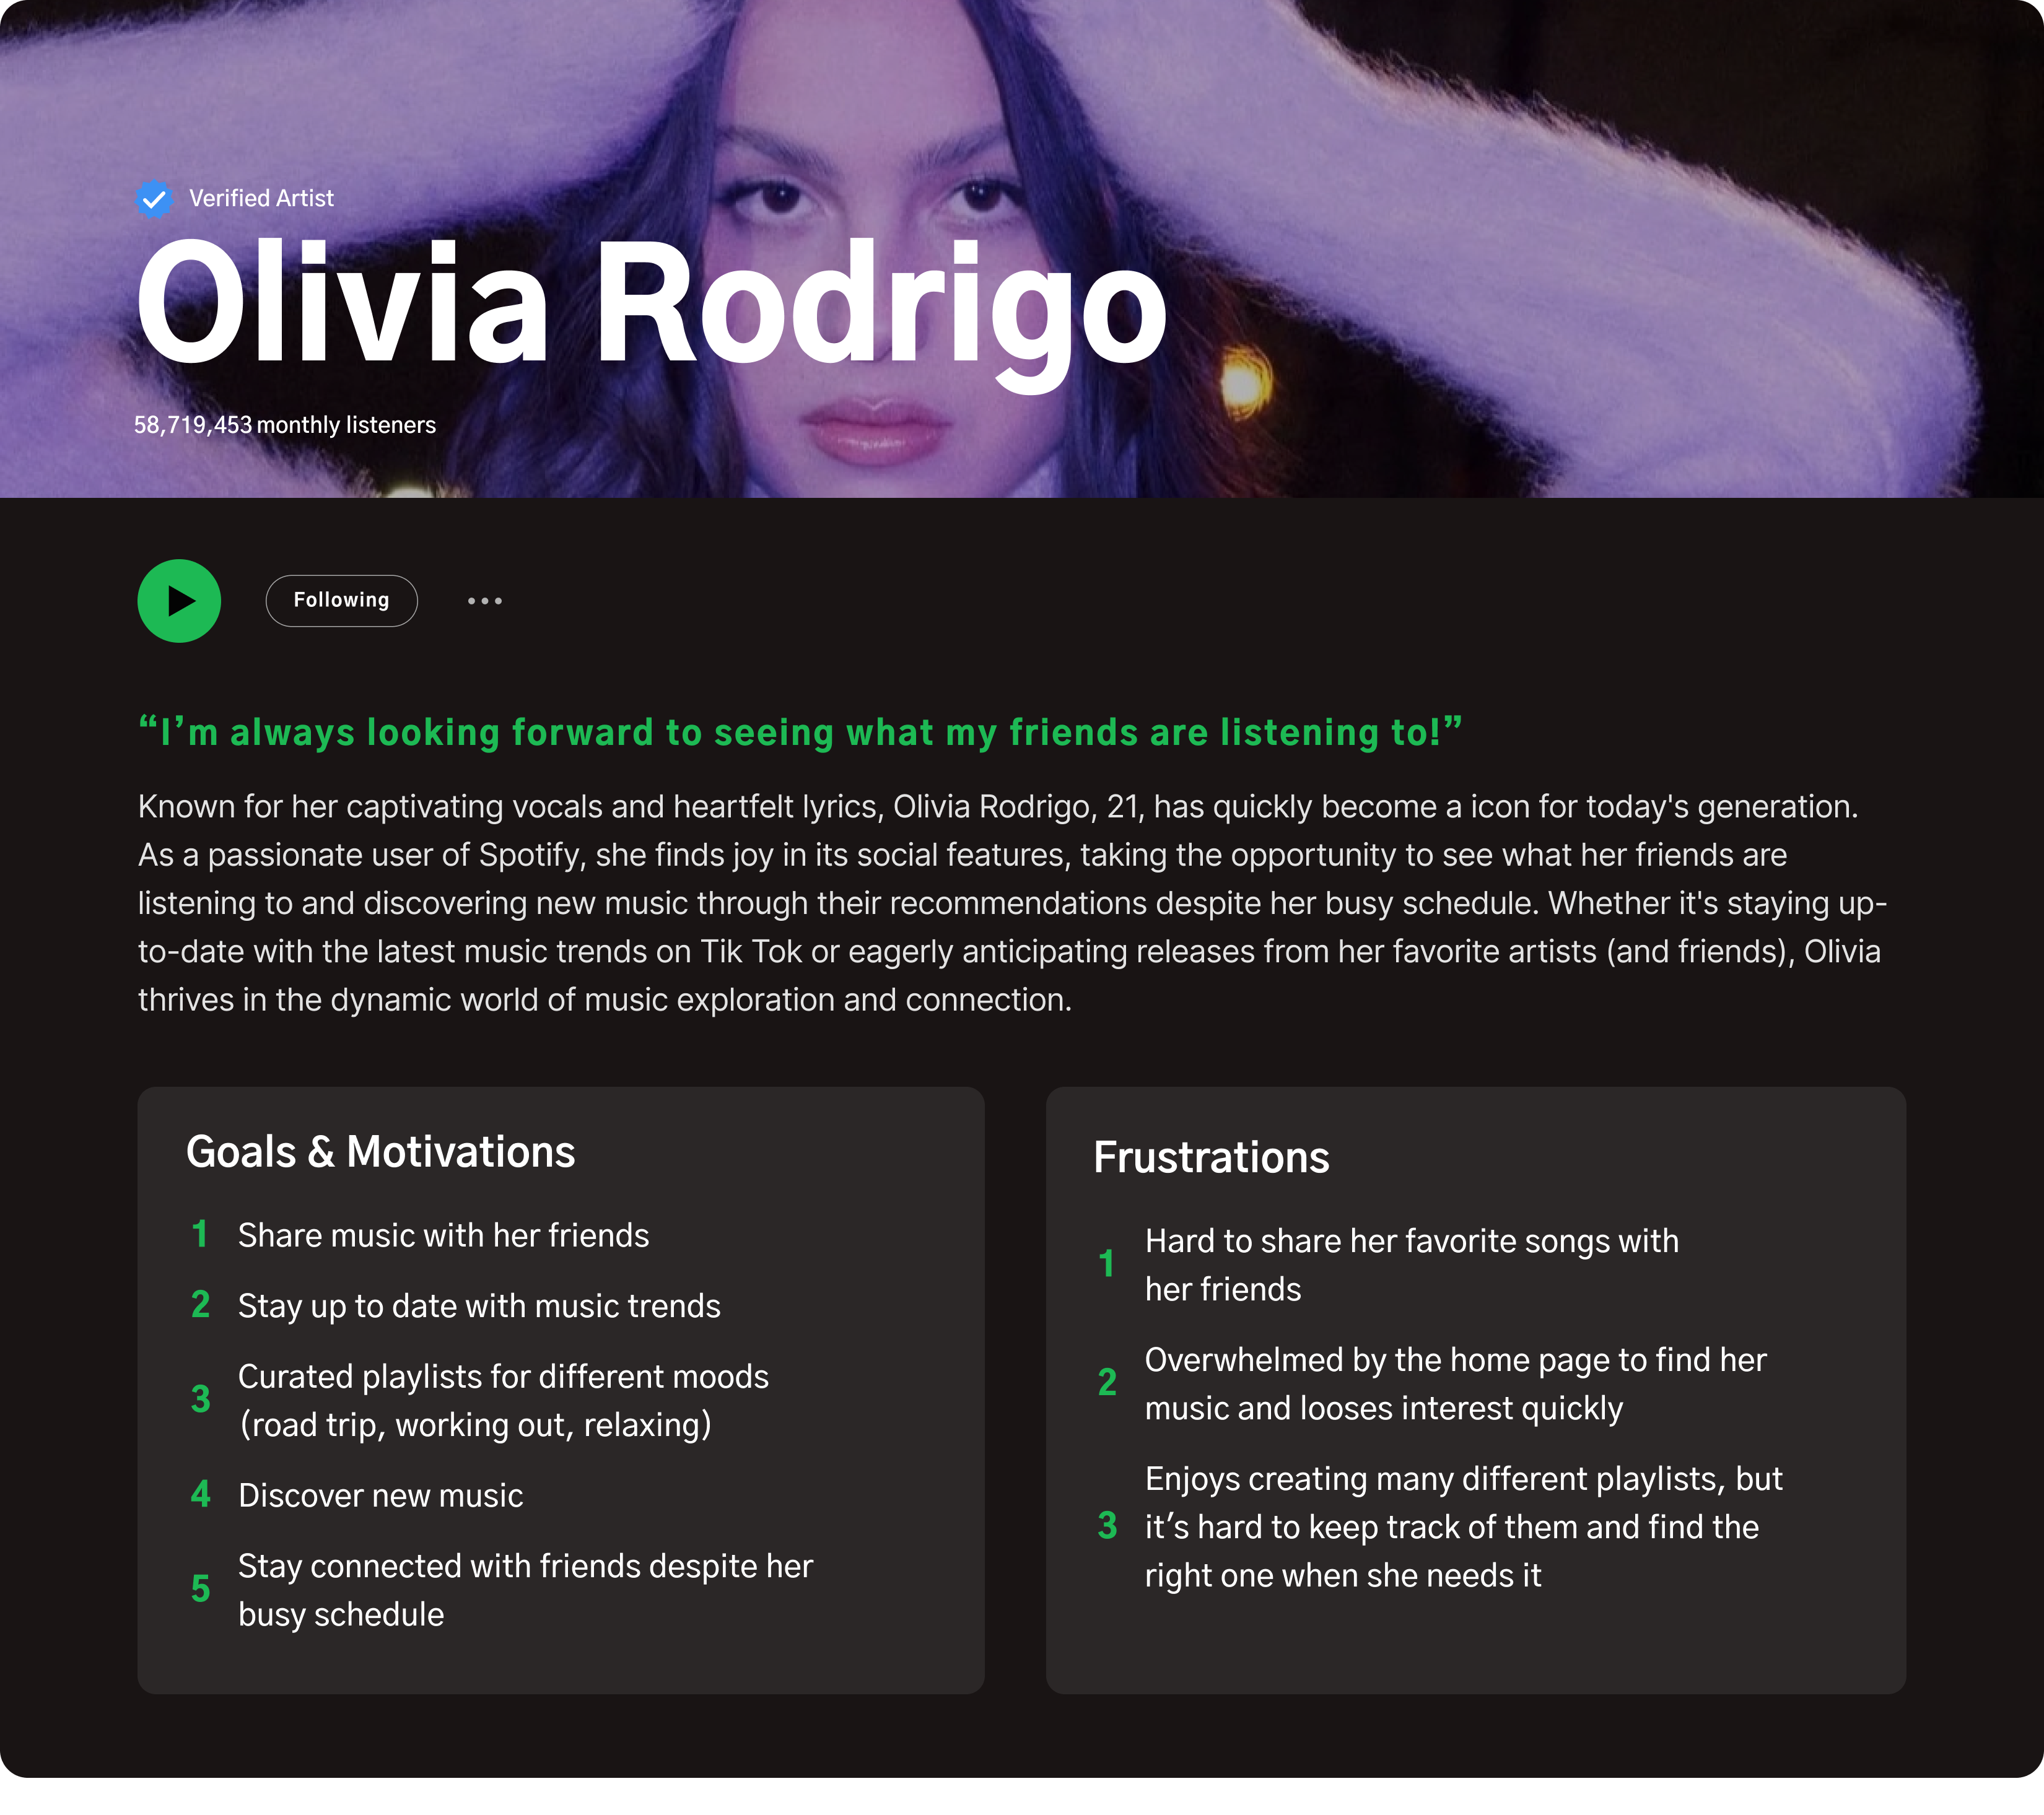 Verified Artist
Olivia Rodrigo
58,719,453 monthly listeners
Following
“I’m always looking forward to seeing what my friends are listening to!”
Known for her captivating vocals and heartfelt lyrics, Olivia Rodrigo, 21, has quickly become a icon for today's generation.
As a passionate user of Spotify, she finds joy in its social features, taking the opportunity to see what her friends are
listening to and discovering new music through their recommendations despite her busy schedule. Whether it's staying up-
to-date with the latest music trends on Tik Tok or eagerly anticipating releases from her favorite artists (and friends), Olivia
thrives in the dynamic world of music exploration and connection.
Goals & Motivations
1 Share music with her friends
2 Stay up to date with music trends
3 Curated playlists for different moods
(road trip, working out, relaxing)
4 Discover new music
5 Stay connected with friends despite her
busy schedule
Frustrations
1 Hard to share her favorite songs with
her friends
2 Overwhelmed by the home page to find her
music and looses interest quickly
Enjoys creating many different playlists, but
3 it’s hard to keep track of them and find the
right one when she needs it